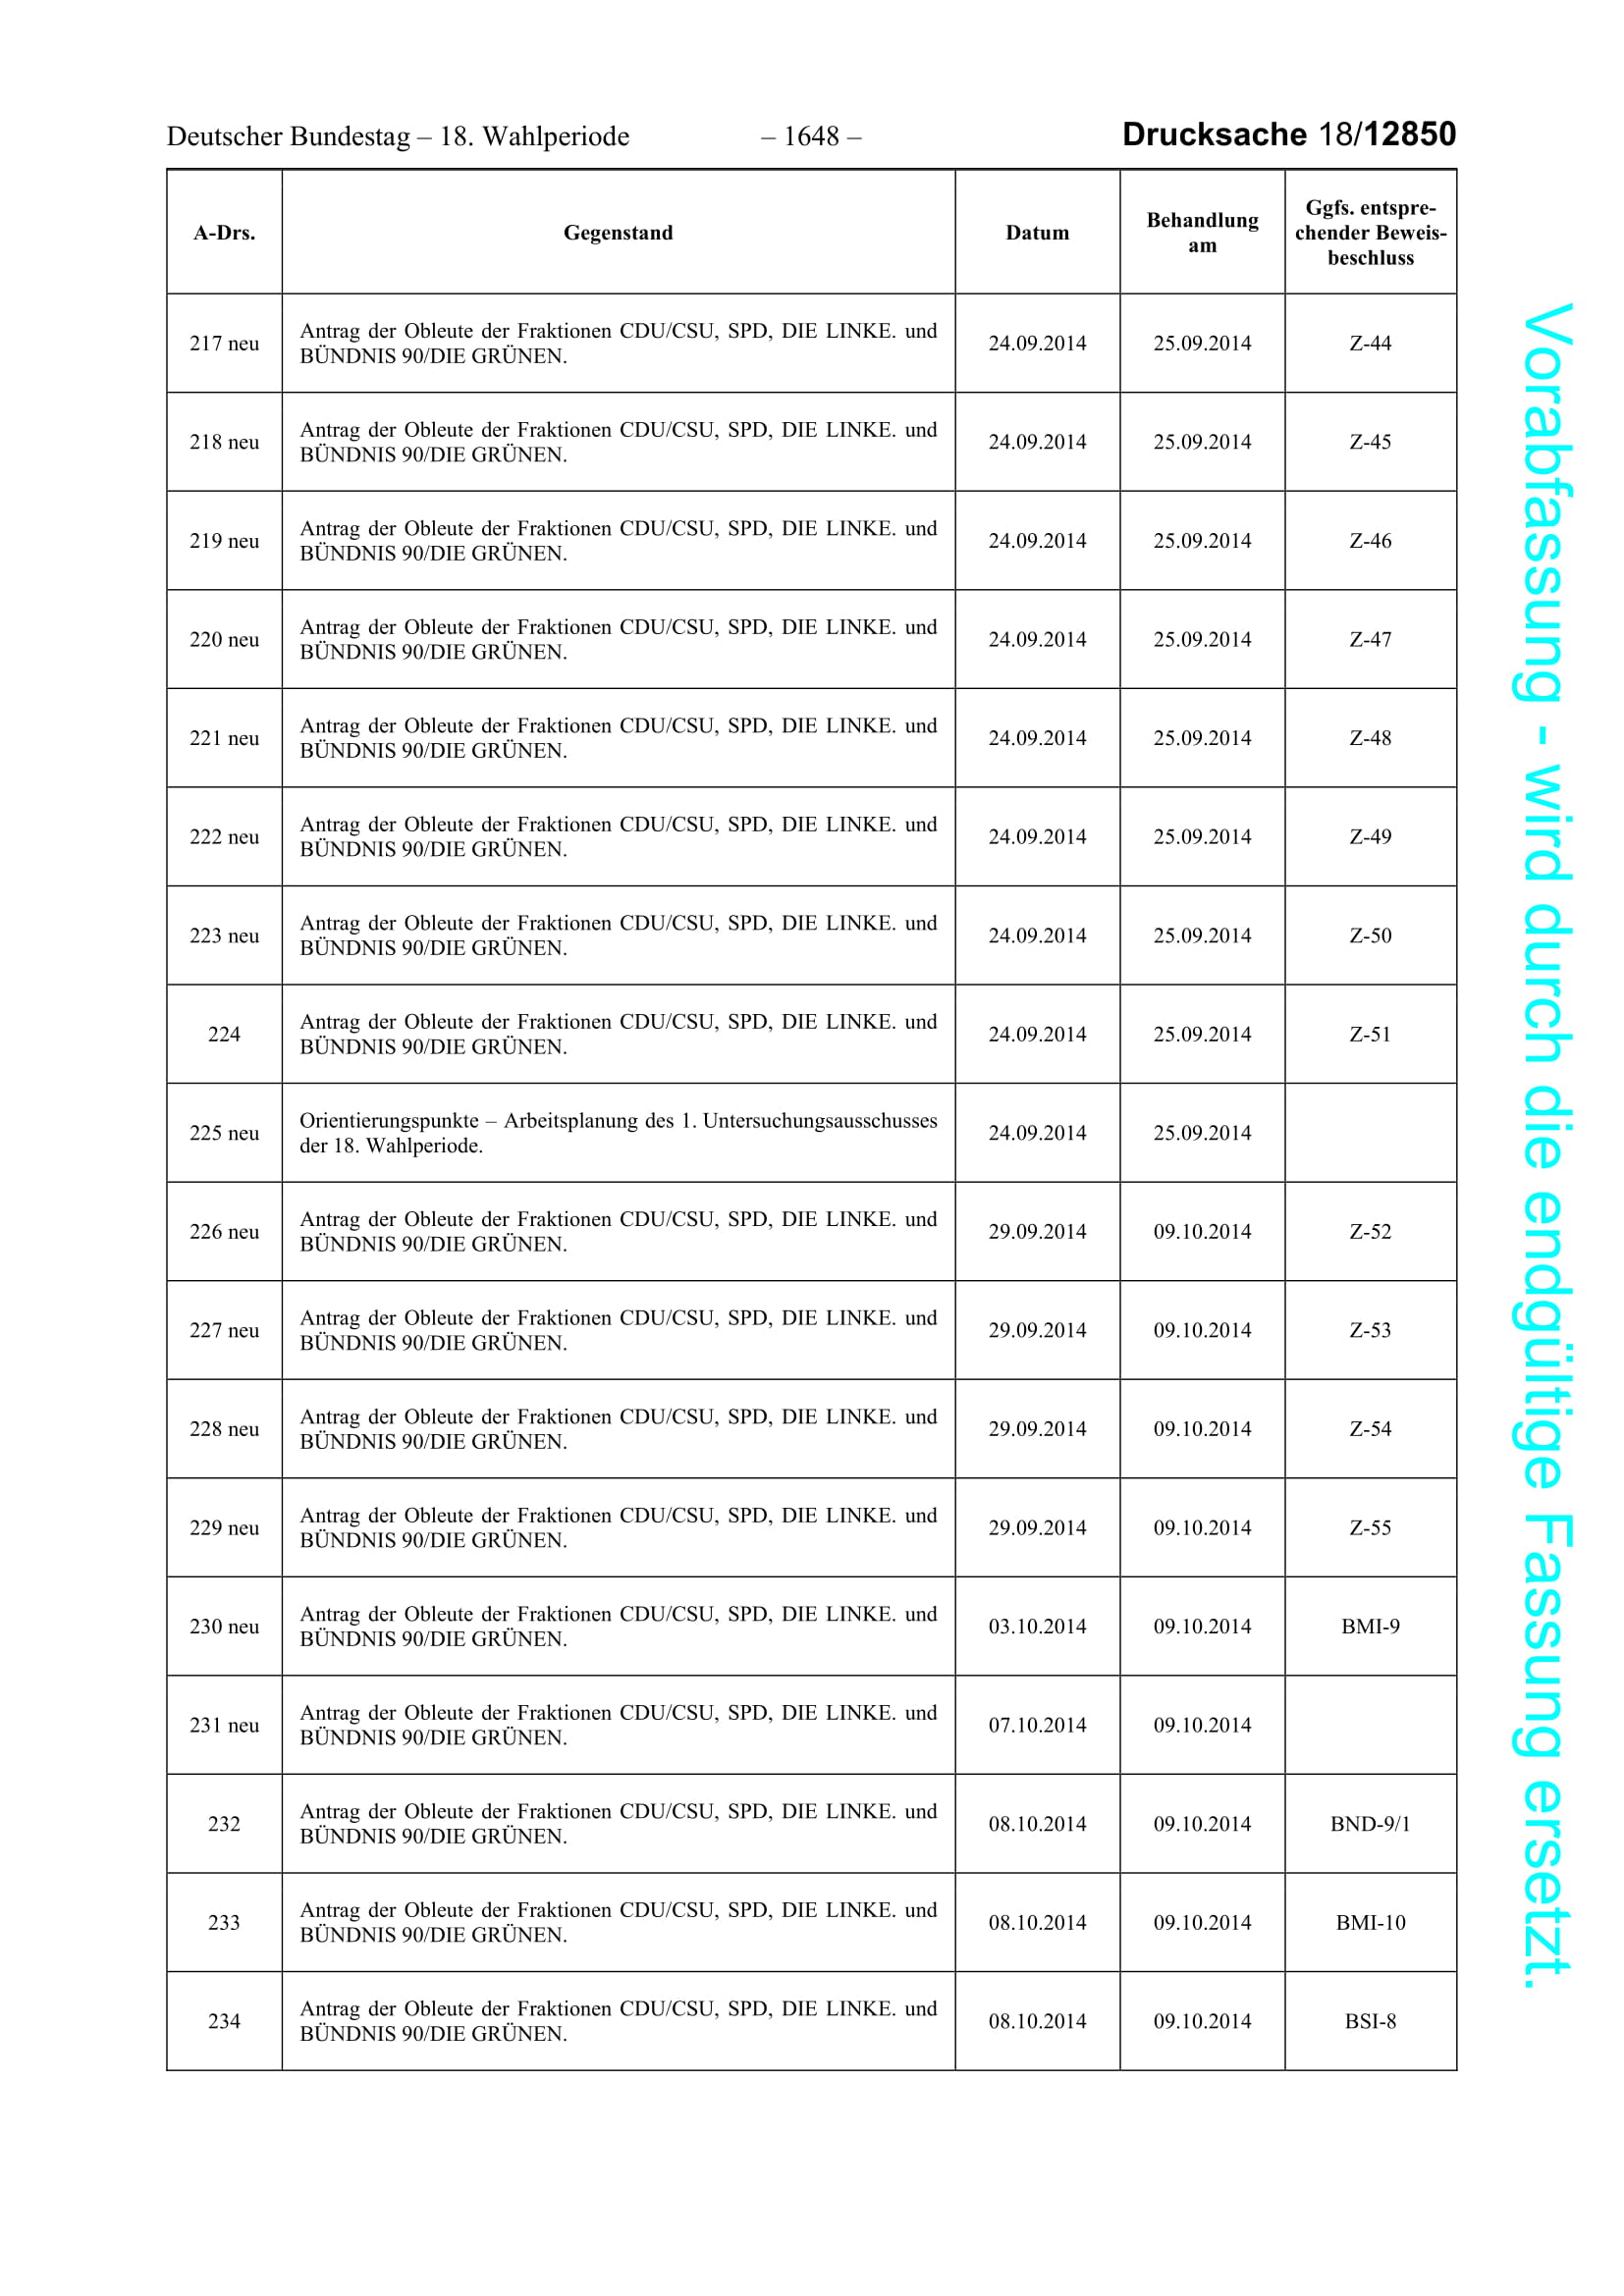 Deutscher Bundestag – 18. Wahlperiode – 1648 – Drucksache 18/12850
A-Drs. Gegenstand Datum Behandlung am Ggfs. entspre-
chender Beweis-
beschluss
217 neu Antrag der Obleute der Fraktionen CDU/CSU, SPD, DIE LINKE. und
BÜNDNIS 90/DIE GRÜNEN. 24.09.2014 25.09.2014 Z-44
218 neu Antrag der Obleute der Fraktionen CDU/CSU, SPD, DIE LINKE. und
BÜNDNIS 90/DIE GRÜNEN. 24.09.2014 25.09.2014 Z-45
219 neu Antrag der Obleute der Fraktionen CDU/CSU, SPD, DIE LINKE. und
BÜNDNIS 90/DIE GRÜNEN. 24.09.2014 25.09.2014 Z-46
220 neu Antrag der Obleute der Fraktionen CDU/CSU, SPD, DIE LINKE. und
BÜNDNIS 90/DIE GRÜNEN. 24.09.2014 25.09.2014 Z-47
221 neu Antrag der Obleute der Fraktionen CDU/CSU, SPD, DIE LINKE. und
BÜNDNIS 90/DIE GRÜNEN. 24.09.2014 25.09.2014 Z-48
222 neu Antrag der Obleute der Fraktionen CDU/CSU, SPD, DIE LINKE. und
BÜNDNIS 90/DIE GRÜNEN. 24.09.2014 25.09.2014 Z-49
223 neu Antrag der Obleute der Fraktionen CDU/CSU, SPD, DIE LINKE. und
BÜNDNIS 90/DIE GRÜNEN. 24.09.2014 25.09.2014 Z-50
224 Antrag der Obleute der Fraktionen CDU/CSU, SPD, DIE LINKE. und
BÜNDNIS 90/DIE GRÜNEN. 24.09.2014 25.09.2014 Z-51
225 neu Orientierungspunkte – Arbeitsplanung des 1. Untersuchungsausschusses
der 18. Wahlperiode. 24.09.2014 25.09.2014
226 neu Antrag der Obleute der Fraktionen CDU/CSU, SPD, DIE LINKE. und
BÜNDNIS 90/DIE GRÜNEN. 29.09.2014 09.10.2014 Z-52
227 neu Antrag der Obleute der Fraktionen CDU/CSU, SPD, DIE LINKE. und
BÜNDNIS 90/DIE GRÜNEN. 29.09.2014 09.10.2014 Z-53
228 neu Antrag der Obleute der Fraktionen CDU/CSU, SPD, DIE LINKE. und
BÜNDNIS 90/DIE GRÜNEN. 29.09.2014 09.10.2014 Z-54
229 neu Antrag der Obleute der Fraktionen CDU/CSU, SPD, DIE LINKE. und
BÜNDNIS 90/DIE GRÜNEN. 29.09.2014 09.10.2014 Z-55
230 neu Antrag der Obleute der Fraktionen CDU/CSU, SPD, DIE LINKE. und
BÜNDNIS 90/DIE GRÜNEN. 03.10.2014 09.10.2014 BMI-9
231 neu Antrag der Obleute der Fraktionen CDU/CSU, SPD, DIE LINKE. und
BÜNDNIS 90/DIE GRÜNEN. 07.10.2014 09.10.2014
232 Antrag der Obleute der Fraktionen CDU/CSU, SPD, DIE LINKE. und
BÜNDNIS 90/DIE GRÜNEN. 08.10.2014 09.10.2014 BND-9/1
233 Antrag der Obleute der Fraktionen CDU/CSU, SPD, DIE LINKE. und
BÜNDNIS 90/DIE GRÜNEN. 08.10.2014 09.10.2014 BMI-10
234 Antrag der Obleute der Fraktionen CDU/CSU, SPD, DIE LINKE. und
BÜNDNIS 90/DIE GRÜNEN. 08.10.2014 09.10.2014 BSI-8
Vorabfassung - wird durch die endgültige Fassung ersetzt.